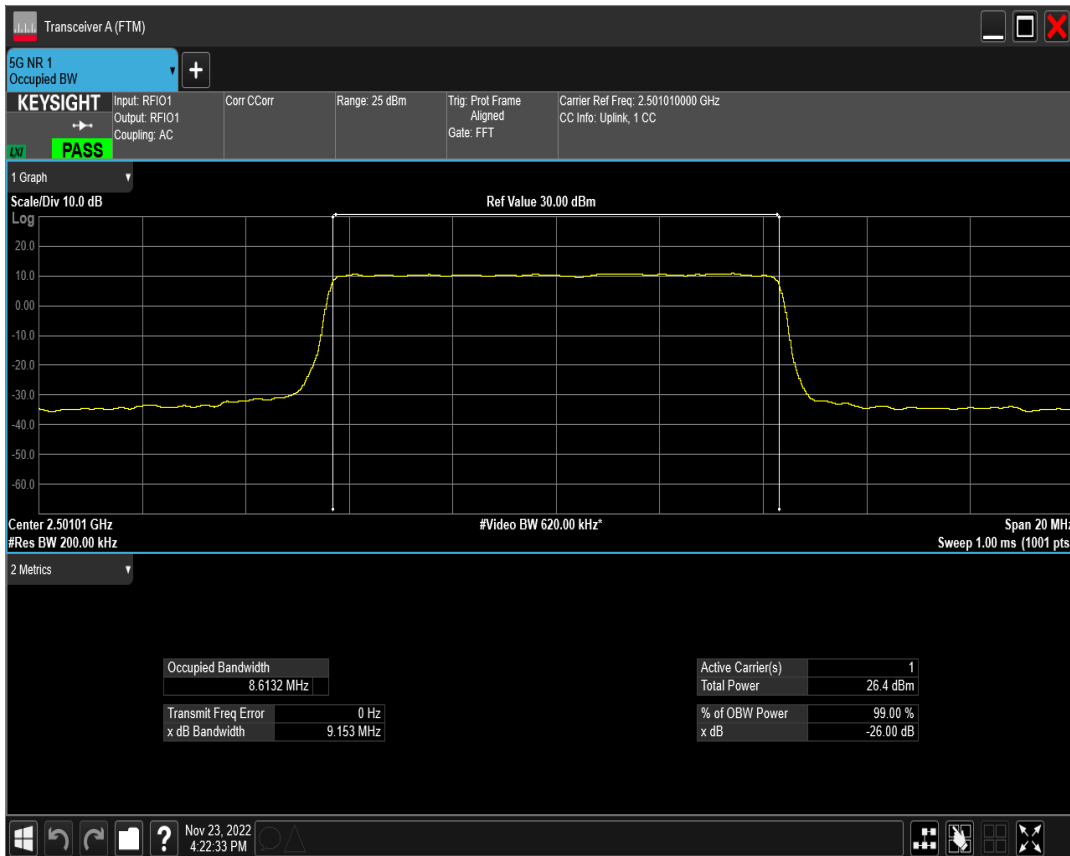 Transceiver A (FTM)
5G NR 1
Occupied BW
+
KEYSIGHT
LXI
PASS
Input: RFIO1
Output: RFIO1
Coupling: AC
Corr CCorr
Range: 25 dBm
Trig: Prot Frame
Aligned
Gate: FFT
Carrier Ref Freq: 2.501010000 GHz
CC Info: Uplink, 1 CC
1 Graph
Scale/Div 10.0 dB
Ref Value 30.00 dBm
Log
20.0
10.0
0.00
-10.0
-20.0
-30.0
-40.0
-50.0
-60.0
Center 2.50101 GHz
#Video BW 620.00 kHz*
Span 20 MHz
#Res BW 200.00 kHz
Sweep 1.00 ms (1001 pts
2 Metrics
Occupied Bandwidth
8.6132 MHz
Transmit Freq Error 0 Hz
x dB Bandwidth 9.153 MHz
Active Carrier(s) 1
Total Power 26.4 dBm
% of OBW Power 99.00 %
x dB -26.00 dB
?
Nov 23, 2022
4:22:33 PM